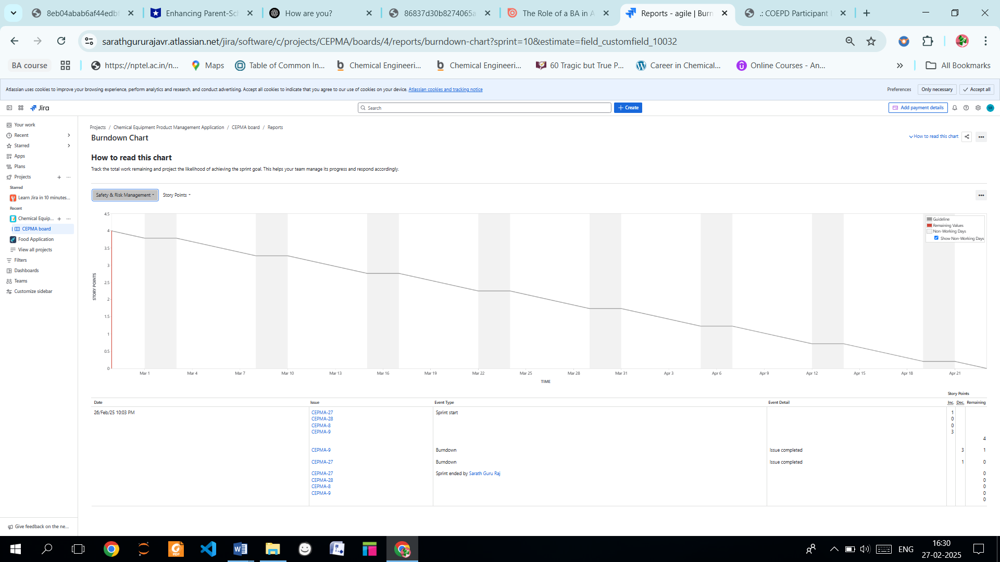 8eb04abab6af44edbf
Enhancing Parent-Sch
How are you?
86837d30b8274065a
The Role of a BA in A
Reports - agile | Burn
.: COEPD Participant
sarathgururajavr.atlassian.net/jira/software/c/projects/CEPMA/boards/4/reports/burndown-chart?sprint=10&estimate=field_customfield_10032
BA course
https://nptel.ac.in/n...
Maps
Table of Common In...
Chemical Engineeri...
Chemical Engineeri...
60 Tragic but True P...
Career in Chemical...
Online Courses - An...
All Bookmarks
Atlassian uses cookies to improve your browsing experience, perform analytics and research, and conduct advertising. Accept all cookies to indicate that you agree to our use of cookies on your device. Atlassian cookies and tracking notice
Preferences
Only necessary
Accept all
Jira
Search
Create
Add payment details
Your work
Recent
Starred
Apps
Plans
Projects
Starred
Learn Jira in 10 minutes...
Recent
Chemical Equip...
CEPMA board
Food Application
View all projects
Filters
Dashboards
Teams
Customize sidebar
Give feedback on the ne...
Projects / Chemical Equipment Product Management Application / CEPMA board / Reports
Burndown Chart
How to read this chart
How to read this chart
Track the total work remaining and project the likelihood of achieving the sprint goal. This helps your team manage its progress and respond accordingly.
Safety & Risk Management
Story Points
4.5
4
3.5
3
2.5
2
1.5
1
0.5
0
STORY POINTS
Guideline
Remaining Values
Non-Working Days
Show Non-Working Days
Mar 1 Mar 4 Mar 7 Mar 10 Mar 13 Mar 16 Mar 19 Mar 22 Mar 25 Mar 28 Mar 31 Apr 3 Apr 6 Apr 9 Apr 12 Apr 15 Apr 18 Apr 21
TIME
Story Points
Date Issue Event Type Event Detail Inc. Dec. Remaining
26/Feb/25 10:03 PM CEPMA-27 Sprint start 1
CEPMA-28 0
CEPMA-8 0
CEPMA-9 3
4
CEPMA-9 Burndown Issue completed 3 1
CEPMA-27 Burndown Issue completed 1 0
CEPMA-27 Sprint ended by Sarath Guru Raj 0
CEPMA-28 0
CEPMA-8 0
CEPMA-9 0
0
ENG
16:30
27-02-2025